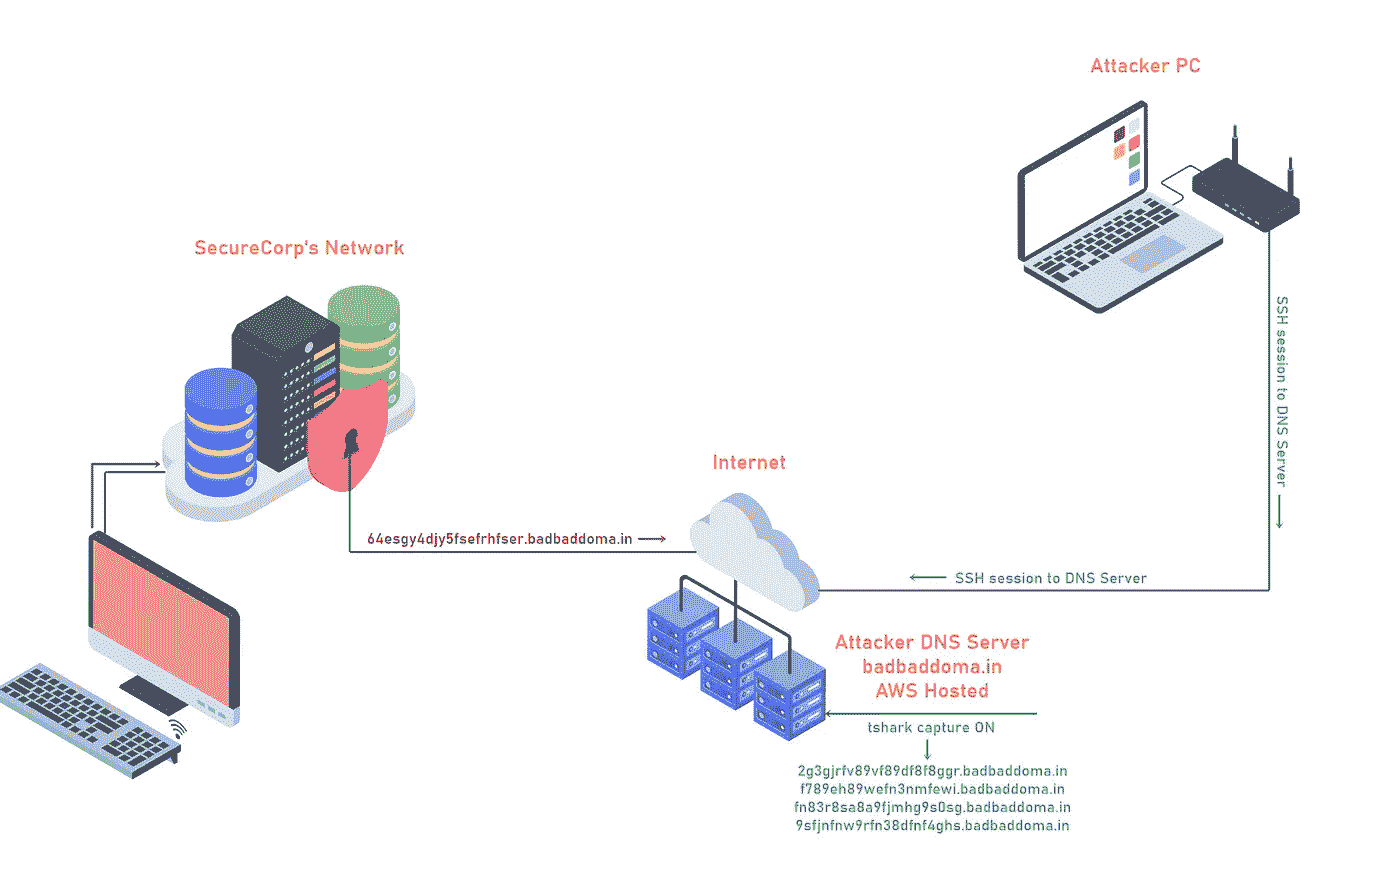 Attacker PC
SecureCorp's Network
SSH session to DNS Server
Internet
64esgy4djy5fsefrhfser.badbaddoma.in
SSH session to DNS Server
Attacker DNS Server
badbaddoma.in
AWS Hosted
tshark capture ON
2g3gjrfv89vf89df8f8ggr.badbaddoma.in
f789eh89wefn3nmfewi.badbaddoma.in
fn83r8sa8a9fjmhg9s0sg.badbaddoma.in
9sfjnfnw9rfn38dfnf4ghs.badbaddoma.in